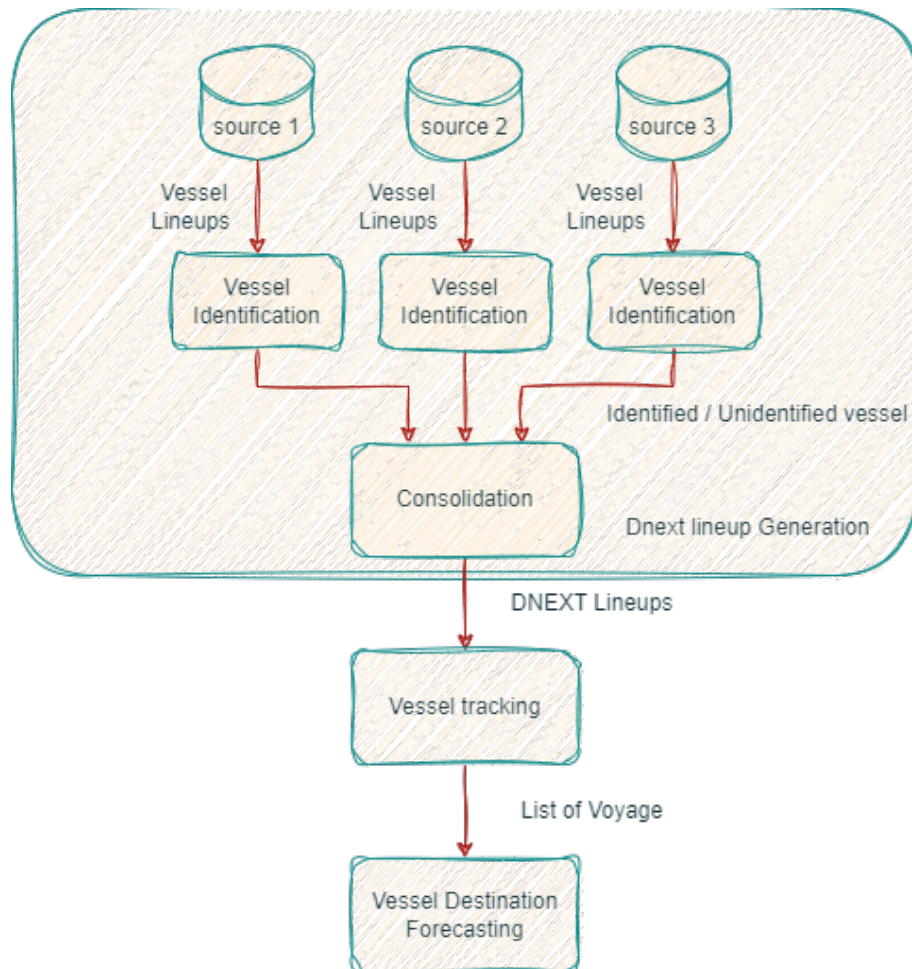 source 1
source 2
source 3
Vessel
Lineups
Vessel
Lineups
Vessel
Lineups
Vessel
Identification
Vessel
Identification
Vessel
Identification
Identified / Unidentified vessel
Consolidation
Dnext lineup Generation
DNEXT Lineups
Vessel tracking
List of Voyage
Vessel Destination
Forecasting